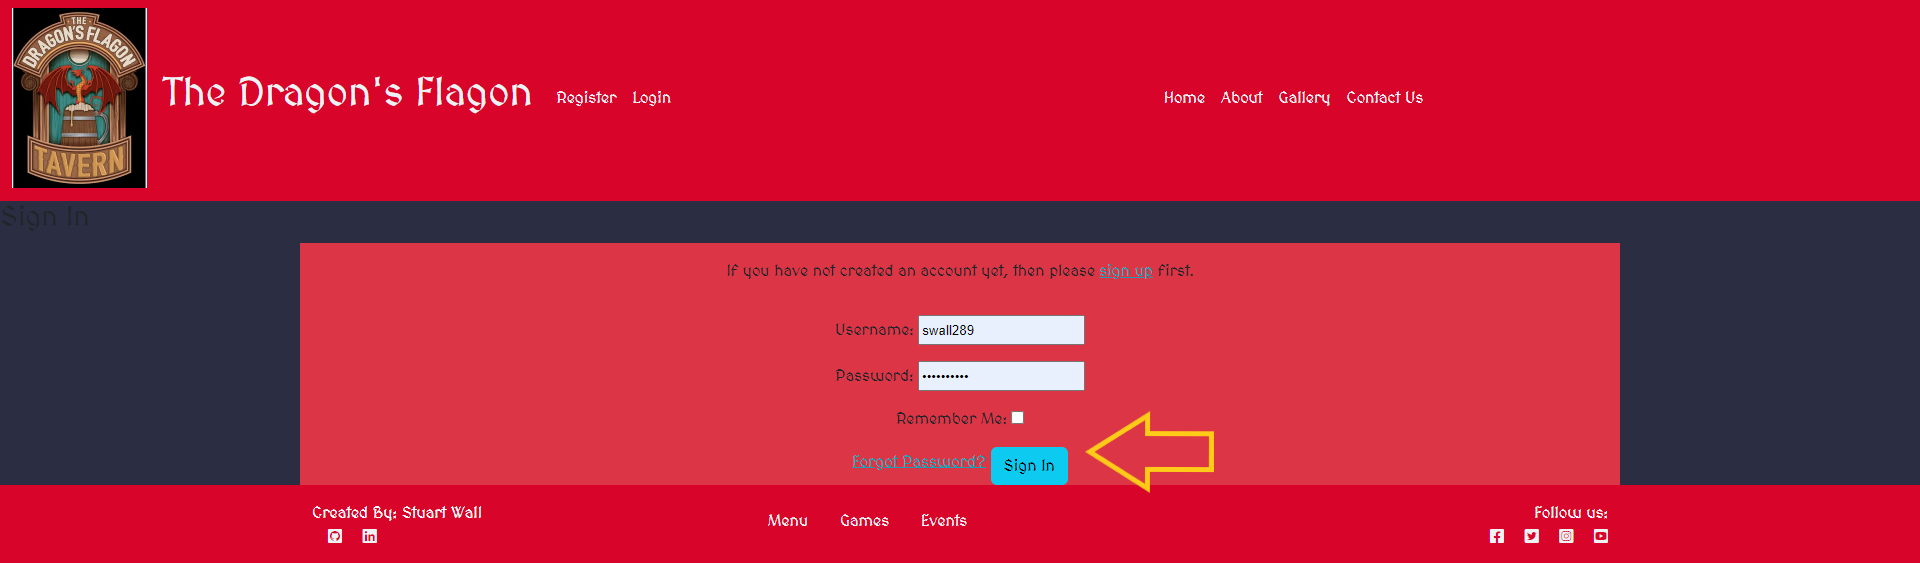 THE
DRAGON'S FLAGON
TAVERN
The Dragon's Flagon
Register Login
Home About Gallery Contact Us
Sign In
If you have not created an account yet, then please sign up first.
Username: swall289
Password: ••••••••••
Remember Me:
Forgot Password? Sign In
Created By: Stuart Wall
Menu Games Events
Follow us: